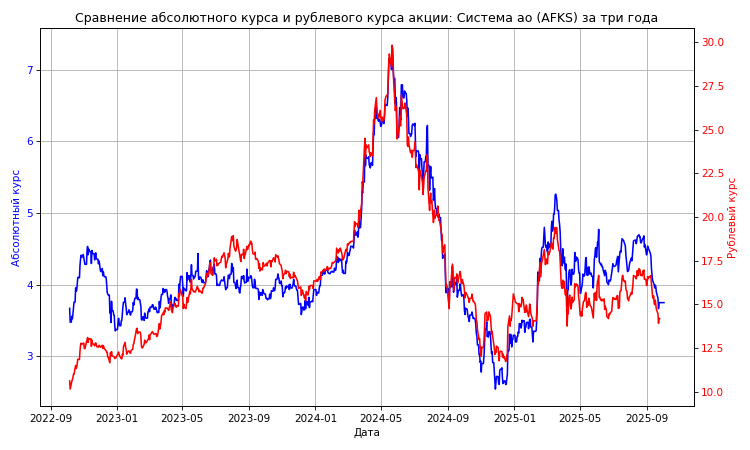 Сравнение абсолютного курса и рублевого курса акции: Система ао (AFKS) за три года
Абсолютный курс
7
6
5
4
3
30.0
27.5
25.0
22.5
20.0
17.5
15.0
12.5
10.0
Рублевый курс
2022-09 2023-01 2023-05 2023-09 2024-01 2024-05 2024-09 2025-01 2025-05 2025-09
Дата